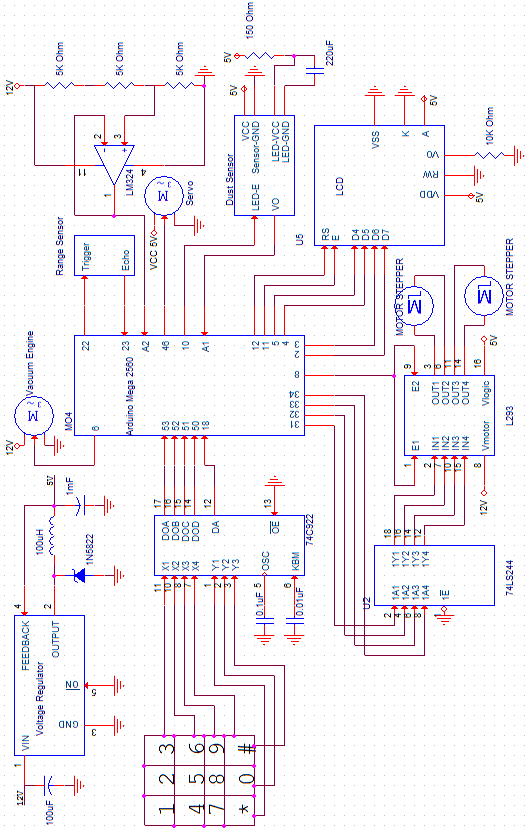 12V
5K Ohm
5K Ohm
5K Ohm
2
3
-
+
11
4
LM324
1
150 Ohm
5V
220uF
5V
Dust Sensor
VCC
Sensor-GND
LED-VCC
LED-GND
LED-E
VO
U5
LCD
VSS
K
A
5V
VO
RW
VDD
10K Ohm
5V
RS
E
D4
D5
D6
D7
M
~
Servo
VCC 5V
Range Sensor
Trigger
Echo
22
23
A2
46
10
A1
12
11
5
4
MO4
Arduino Mega 2560
6
53
52
51
50
18
3
2
8
34
33
32
31
Vacuum Engine
M
~
12V
MOTOR STEPPER
M
MOTOR STEPPER
M
9
3
6
11
14
16
5V
E2
OUT1
OUT2
OUT3
OUT4
Vlogic
L293
E1
IN1
IN2
IN3
IN4
Vmotor
1
2
7
10
15
8
12V
5V
1mF
100uH
1N5822
4
2
FEEDBACK
OUTPUT
Voltage Regulator
VIN
GND
ON
5
3
1
12V
100uF
17
16
15
14
12
13
DOA
DOB
DOC
DOD
DA
OE
74C922
X1
X2
X3
X4
Y1
Y2
Y3
OSC
KBM
11
10
8
7
1
2
3
5
6
0.1uF
0.01uF
18
16
14
12
1Y1
1Y2
1Y3
1Y4
1A1
1A2
1A3
1A4
1E
U2
74LS244
2
4
6
8
1
1 2 3
4 5 6
7 8 9
* 0 #